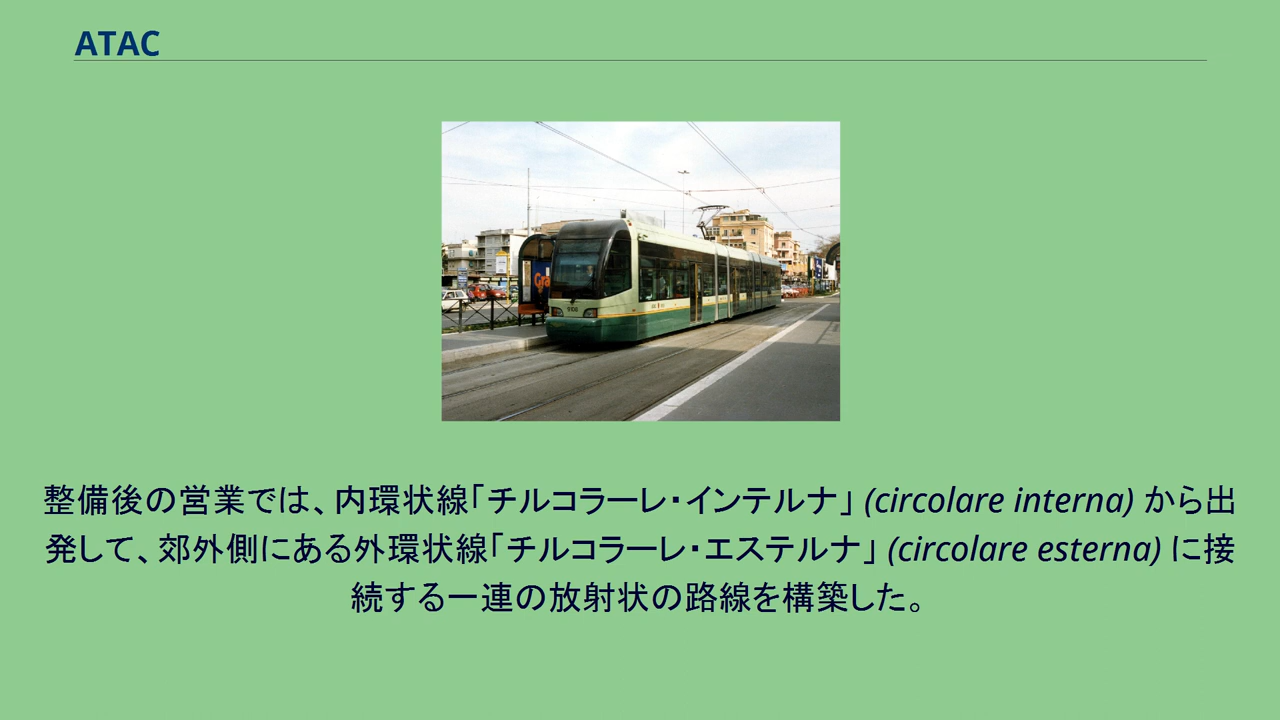 ATAC
整備後の営業では、内環状線「チルコラーレ・インテルナ」 (circolare interna) から出
発して、郊外側にある外環状線「チルコラーレ・エステルナ」 (circolare esterna) に接
続する一連の放射状の路線を構築した。